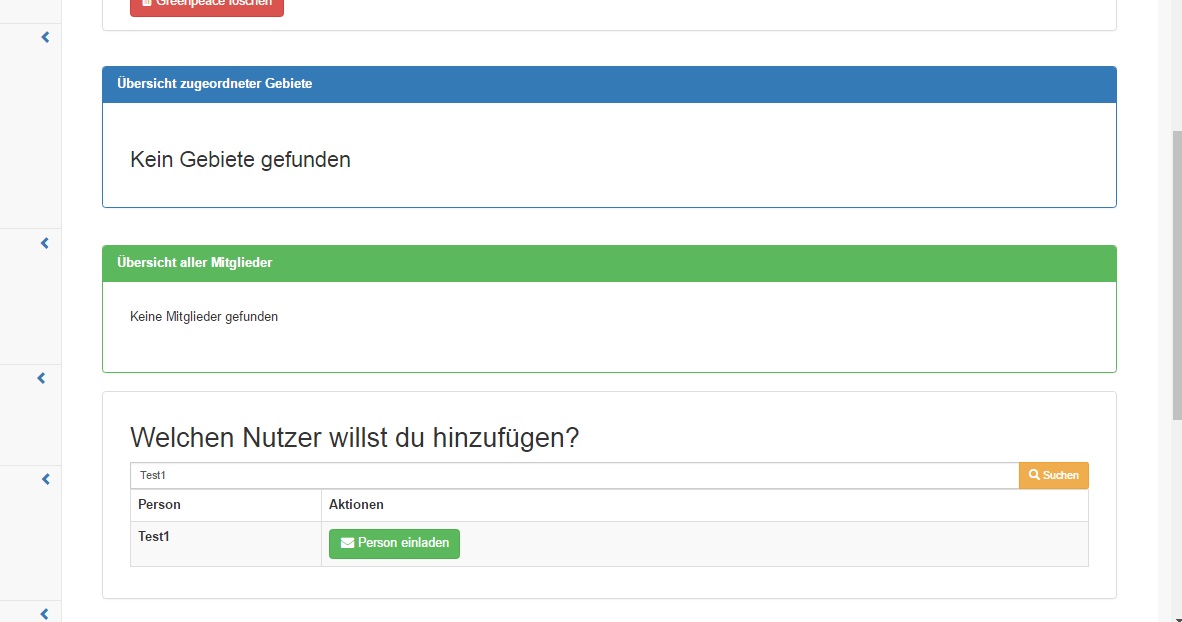 Greenpeace löschen
Übersicht zugeordneter Gebiete
Kein Gebiete gefunden
Übersicht aller Mitglieder
Keine Mitglieder gefunden
Welchen Nutzer willst du hinzufügen?
Test1 Suchen
Person Aktionen
Test1 Person einladen